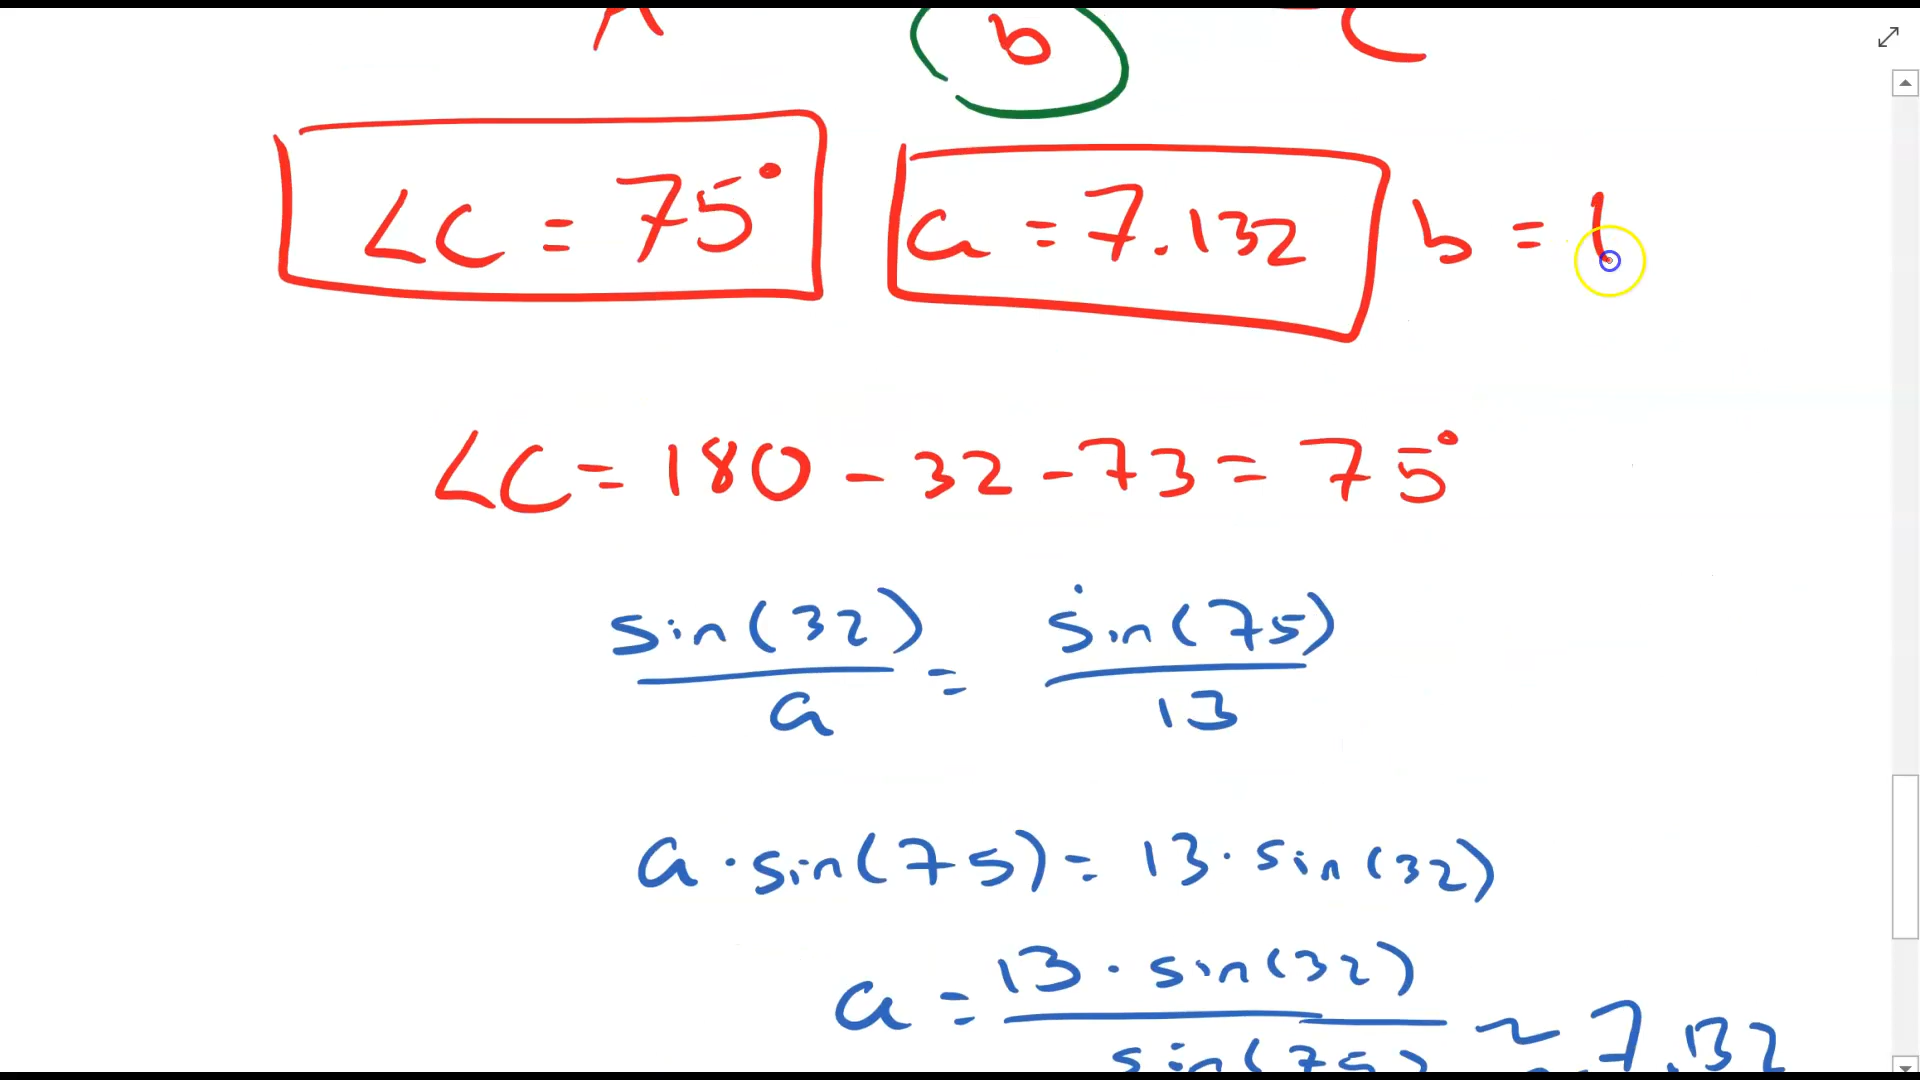 A b C
∠C = 75° a = 7.132 b = 1
∠C = 180 - 32 - 73 = 75°
sin(32)/a = sin(75)/13
a · sin(75) = 13 · sin(32)
a = 13 · sin(32)/sin(75) ≈ 7.132